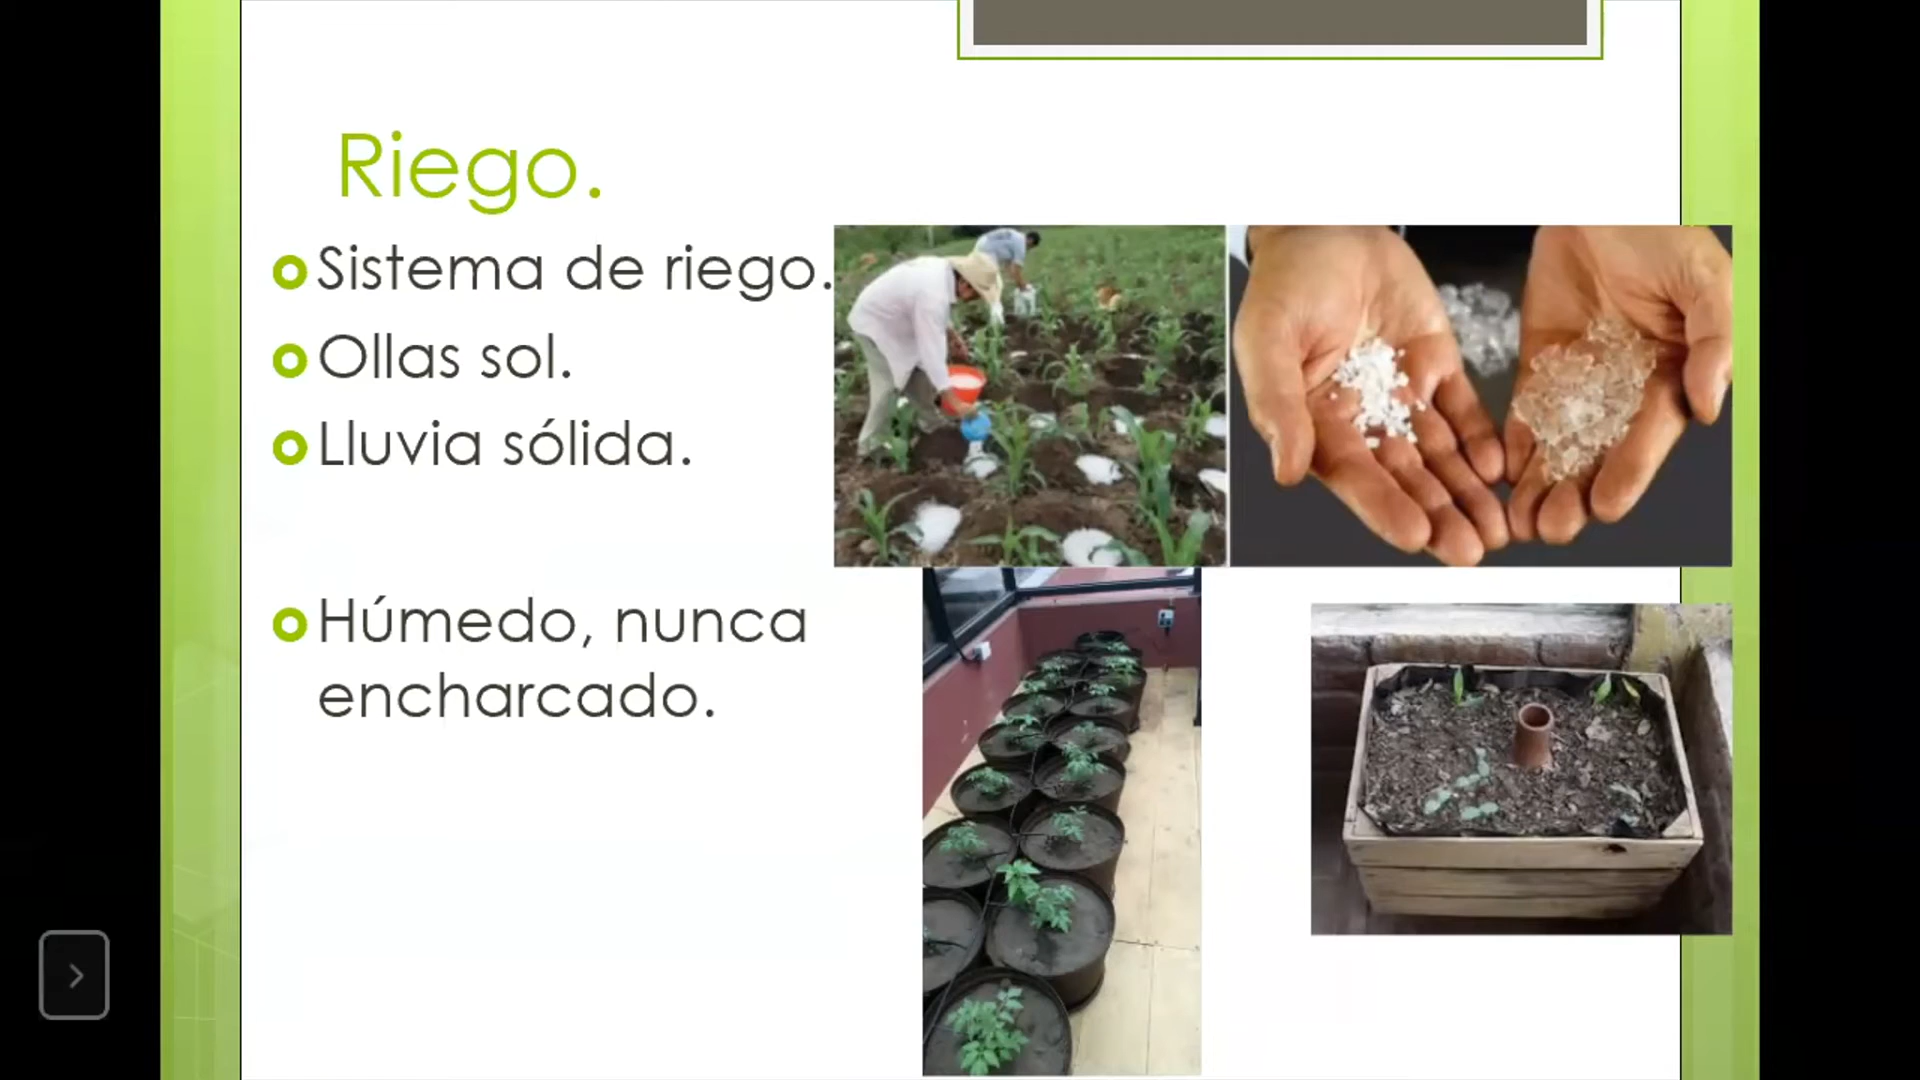 Riego.
Sistema de riego.
Ollas sol.
Lluvia sólida.
Húmedo, nunca
encharcado.